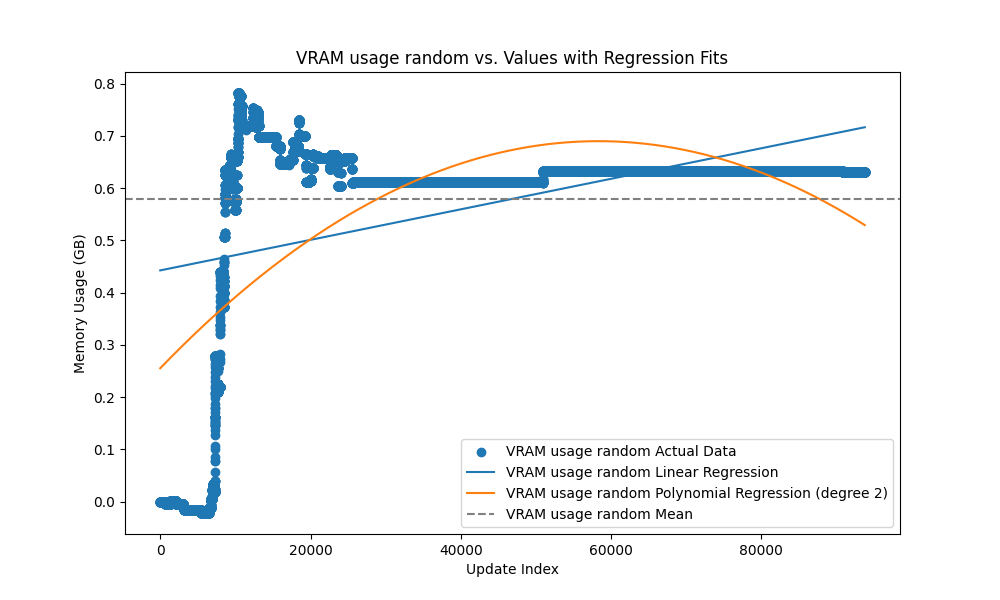 VRAM usage random vs. Values with Regression Fits
0.8
0.7
0.6
0.5
0.4
0.3
0.2
0.1
0.0
Memory Usage (GB)
VRAM usage random Actual Data
VRAM usage random Linear Regression
VRAM usage random Polynomial Regression (degree 2)
VRAM usage random Mean
0 20000 40000 60000 80000
Update Index